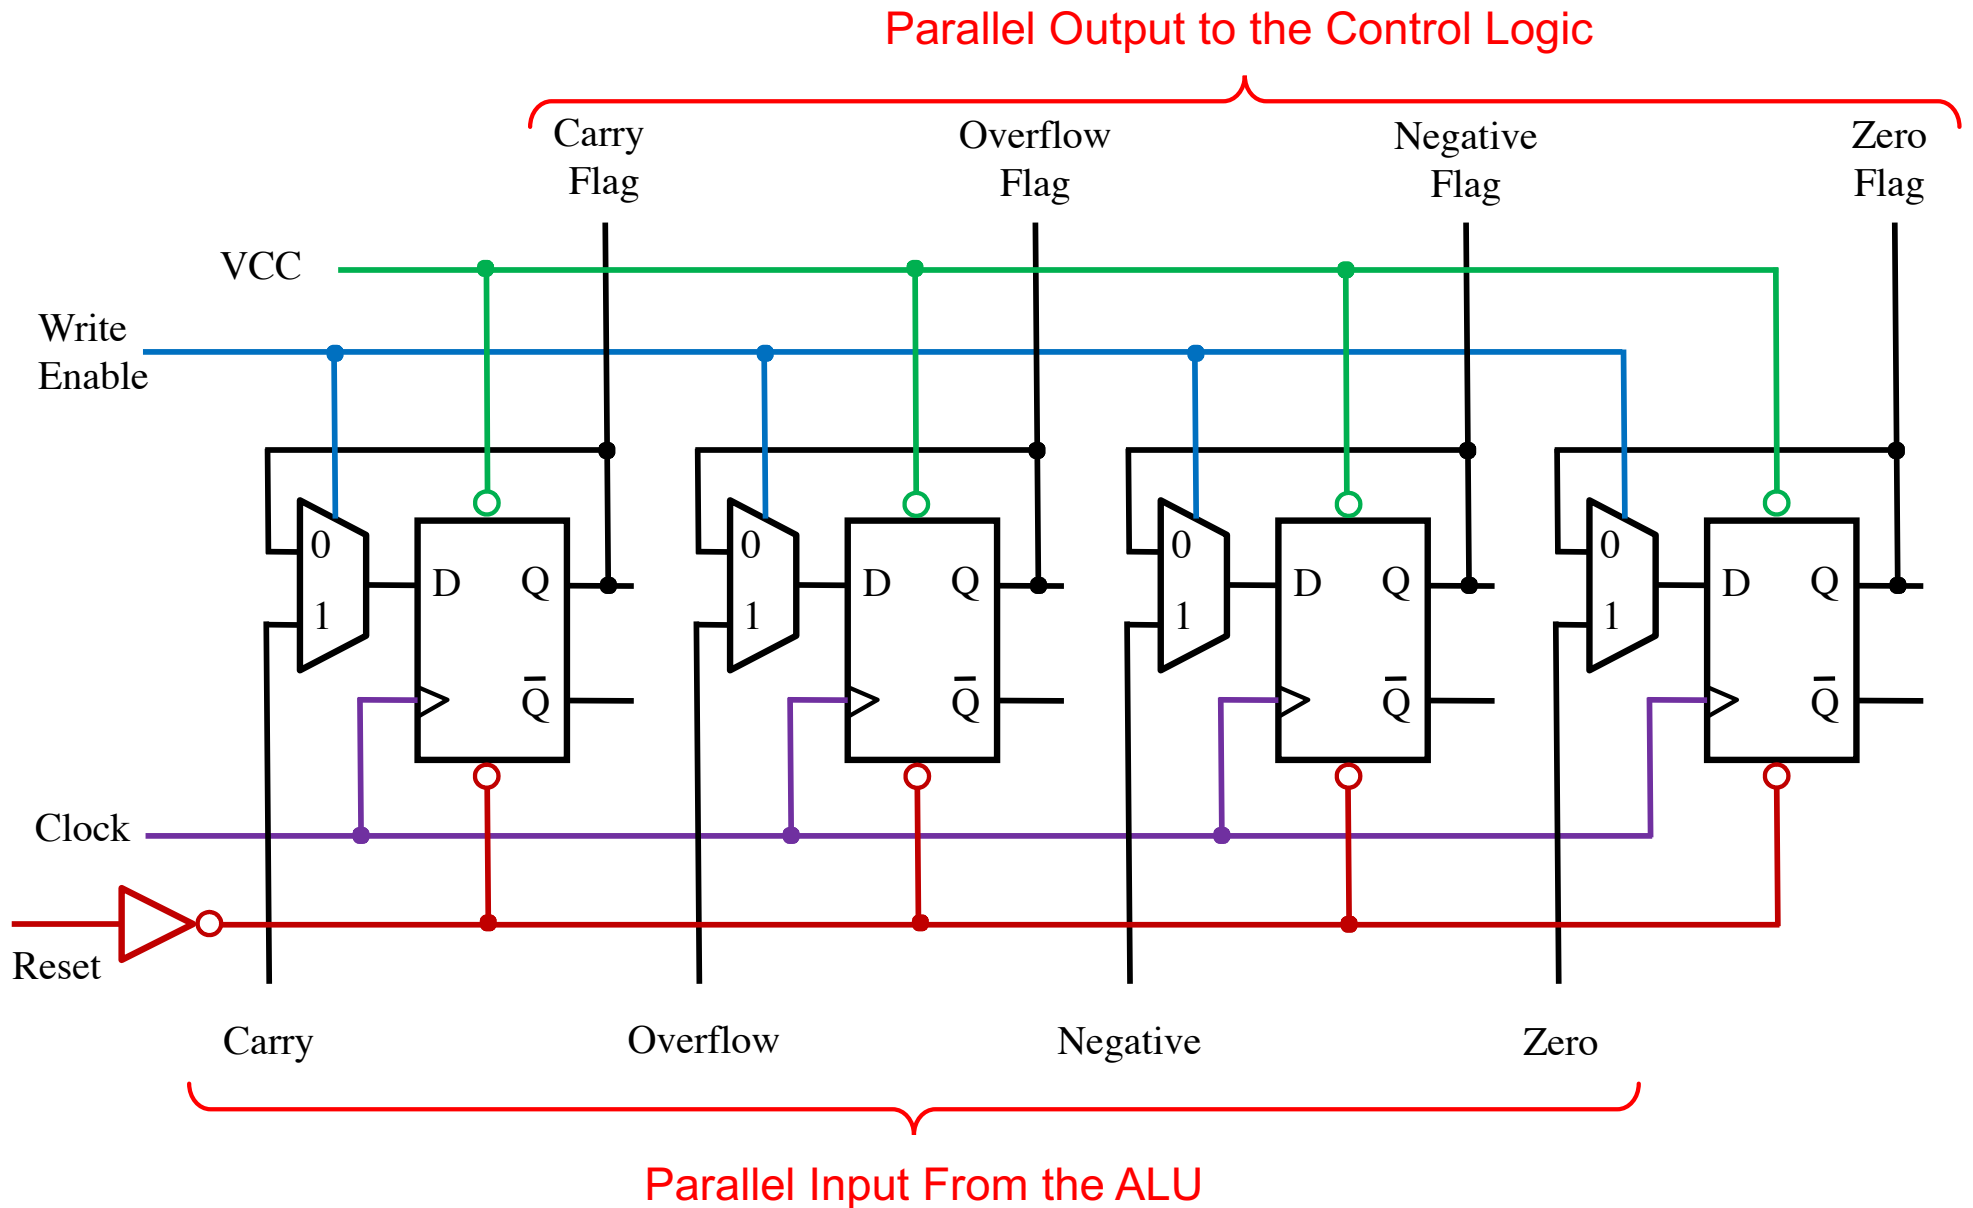 Parallel Output to the Control Logic
Carry
Flag
Overflow
Flag
Negative
Flag
Zero
Flag
VCC
Write
Enable
0
1
D
Q
Q̅
0
1
D
Q
Q̅
0
1
D
Q
Q̅
0
1
D
Q
Q̅
Clock
Reset
Carry
Overflow
Negative
Zero
Parallel Input From the ALU